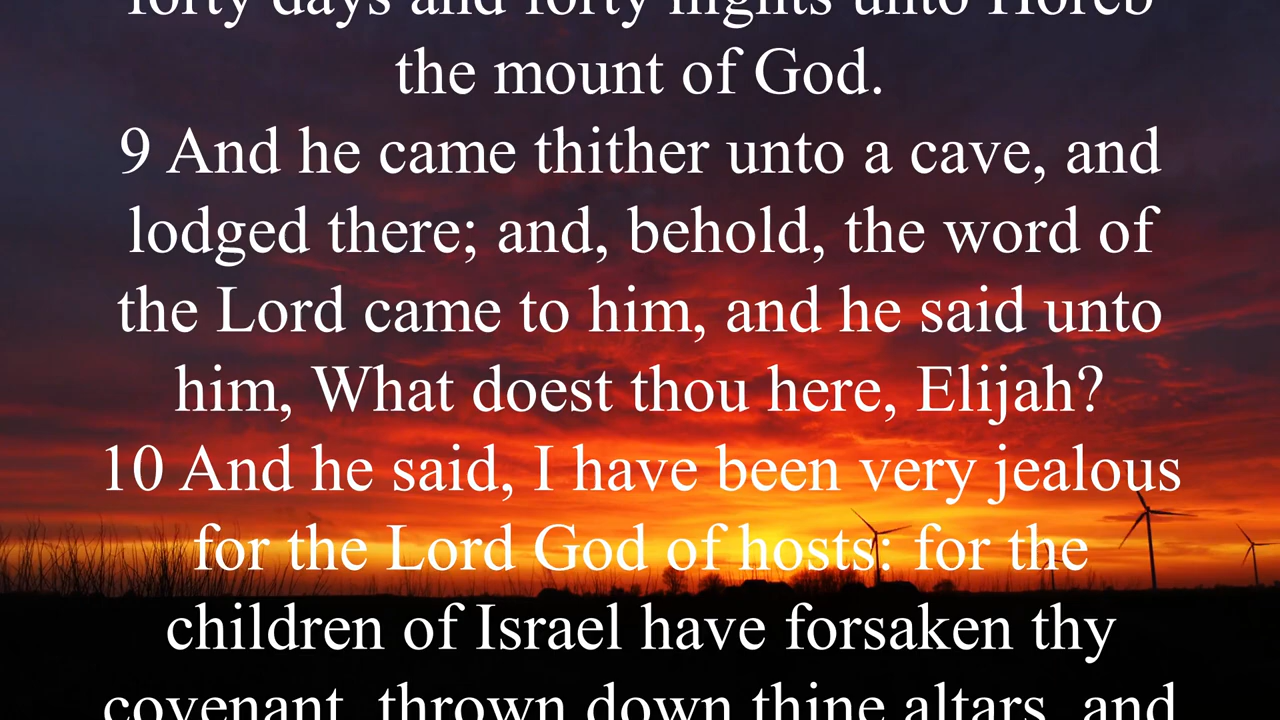 forty days and forty nights unto Horeb
the mount of God.
9 And he came thither unto a cave, and
lodged there; and, behold, the word of
the Lord came to him, and he said unto
him, What doest thou here, Elijah?
10 And he said, I have been very jealous
for the Lord God of hosts: for the
children of Israel have forsaken thy
covenant, thrown down thine altars, and